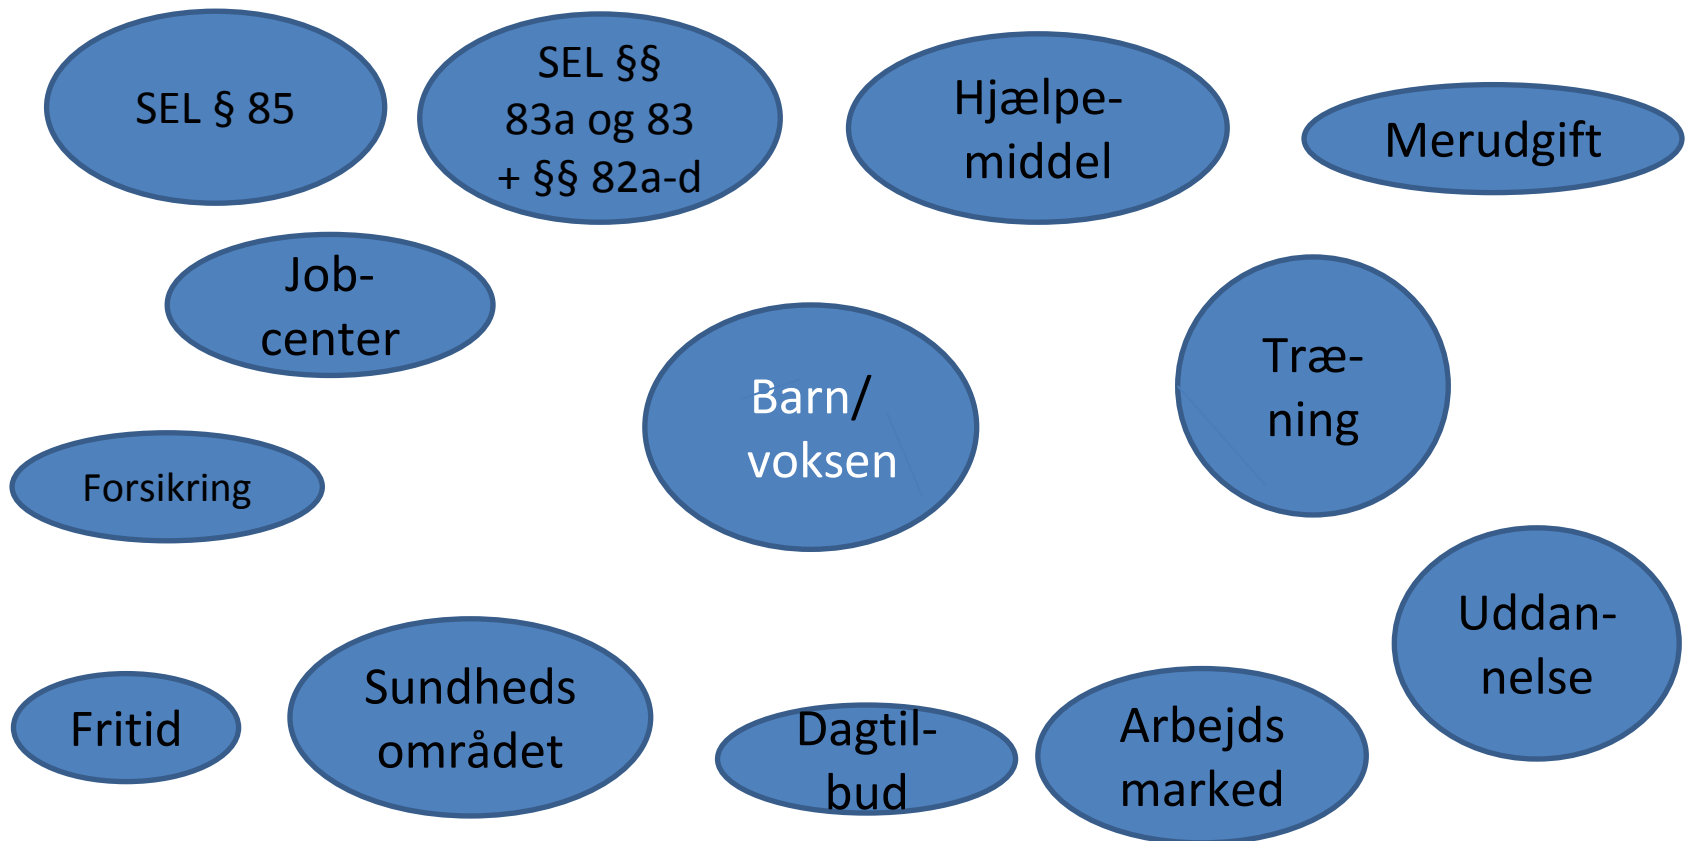 SEL § 85
SEL §§
83a og 83
+ §§ 82a-d
Hjælpe-
middel
Merudgift
Job-
center
Barn/
voksen
Træ-
ning
Forsikring
Uddan-
nelse
Fritid
Sundheds
området
Dagtil-
bud
Arbejds
marked